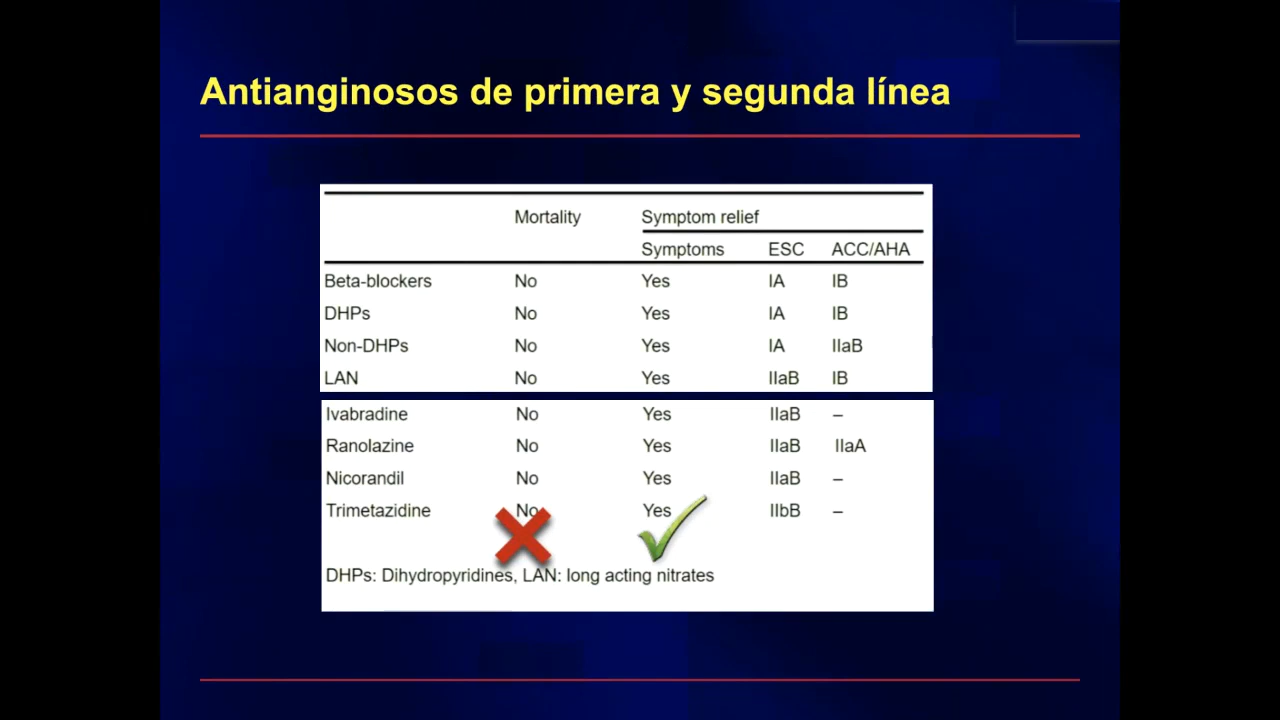 Antianginosos de primera y segunda línea
Mortality Symptom relief
Symptoms ESC ACC/AHA
Beta-blockers No Yes IA IB
DHPs No Yes IA IB
Non-DHPs No Yes IA IIaB
LAN No Yes IIaB IB
Ivabradine No Yes IIaB –
Ranolazine No Yes IIaB IIaA
Nicorandil No Yes IIaB –
Trimetazidine No Yes IIbB –
DHPs: Dihydropyridines, LAN: long acting nitrates